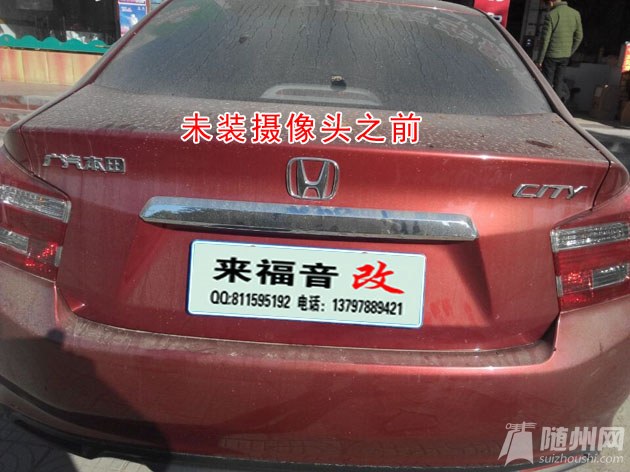 未装摄像头之前
广汽本田
CITY
来福音 改
QQ:811595192 电话: 13797889421
随州网
suizhoushi.com